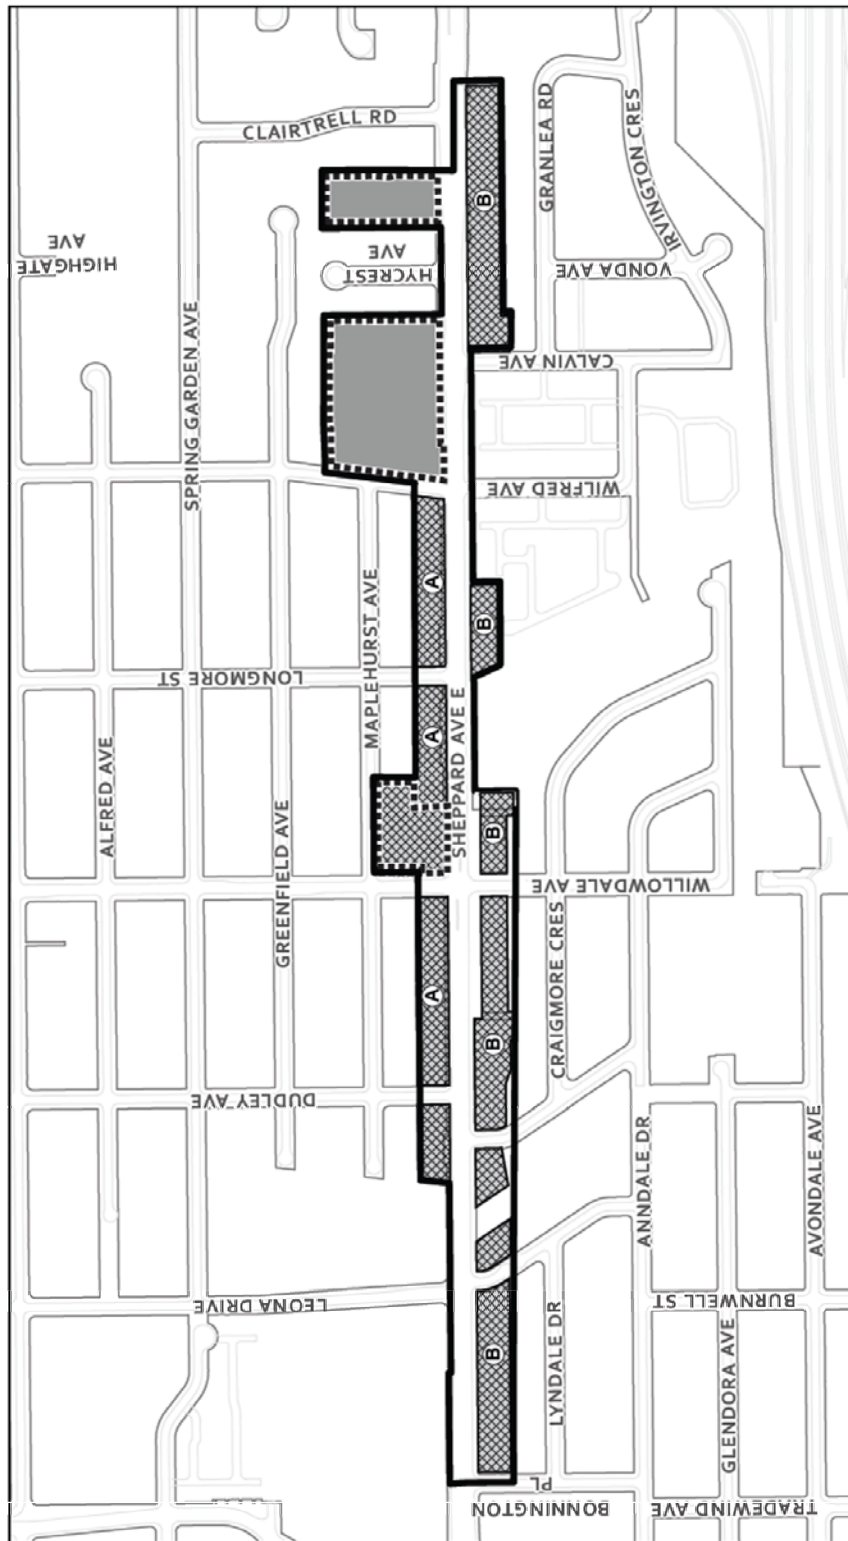 CLAIRTRELL RD
GRANLEA RD
IRVINGTON CRES
B
HIGHGATE
AVE
HYCREST
AVE
VONDA AVE
SPRING GARDEN AVE
CALVIN AVE
WILFRED AVE
A
B
MAPLEHURST AVE
LONGMORE ST
A
SHEPPARD AVE E
ALFRED AVE
B
GREENFIELD AVE
WILLOWDALE AVE
CRAIGMORE CRES
A
B
DUDLEY AVE
ANNDALE DR
AVONDALE AVE
LEONA DRIVE
BURNWELL ST
B
LYNDALE DR
GLENDORA AVE
BONNINGTON
PL
TRADEWIND AVE